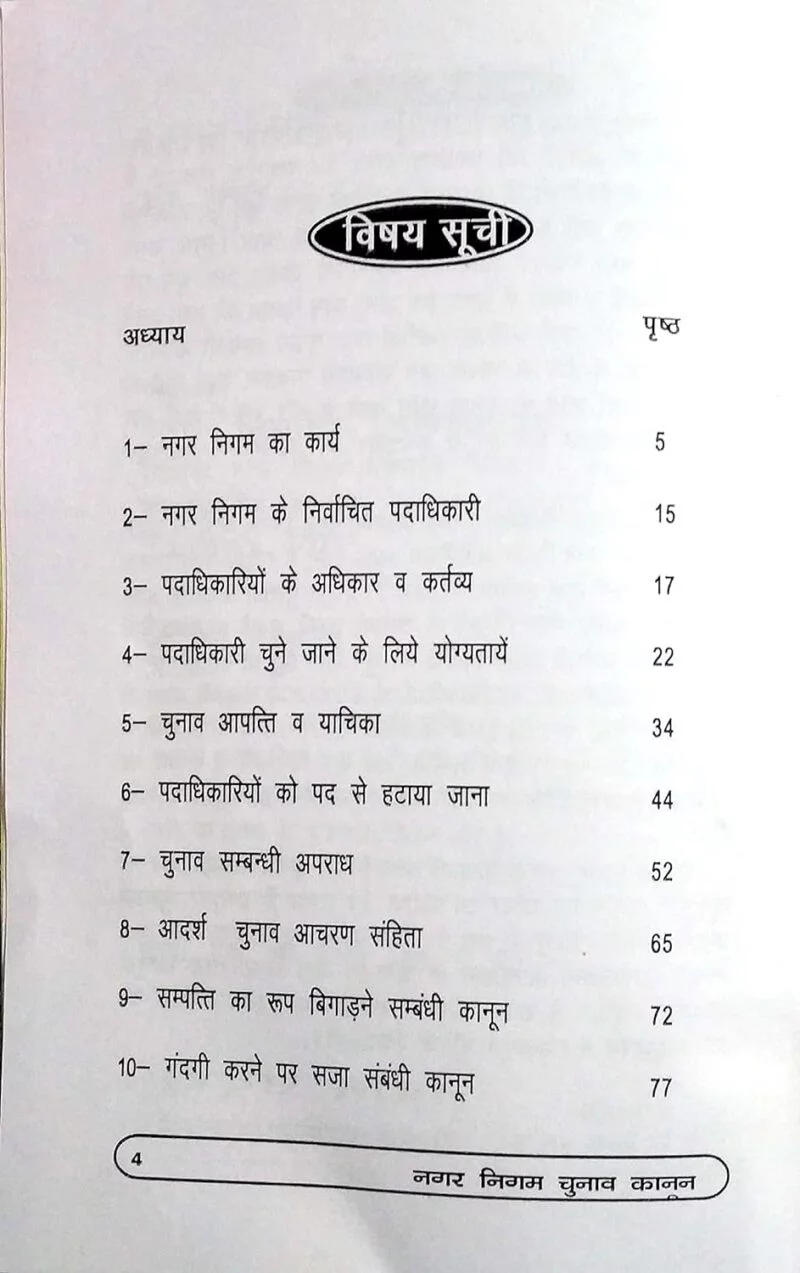 विषय सूची
अध्याय पृष्ठ
1– नगर निगम का कार्य 5
2– नगर निगम के निर्वाचित पदाधिकारी 15
3– पदाधिकारियों के अधिकार व कर्तव्य 17
4– पदाधिकारी चुने जाने के लिये योग्यतायें 22
5– चुनाव आपत्ति व याचिका 34
6– पदाधिकारियों को पद से हटाया जाना 44
7– चुनाव सम्बन्धी अपराध 52
8– आदर्श चुनाव आचरण संहिता 65
9– सम्पत्ति का रूप बिगाड़ने सम्बंधी कानून 72
10– गंदगी करने पर सजा संबंधी कानून 77
4 नगर निगम चुनाव कानून